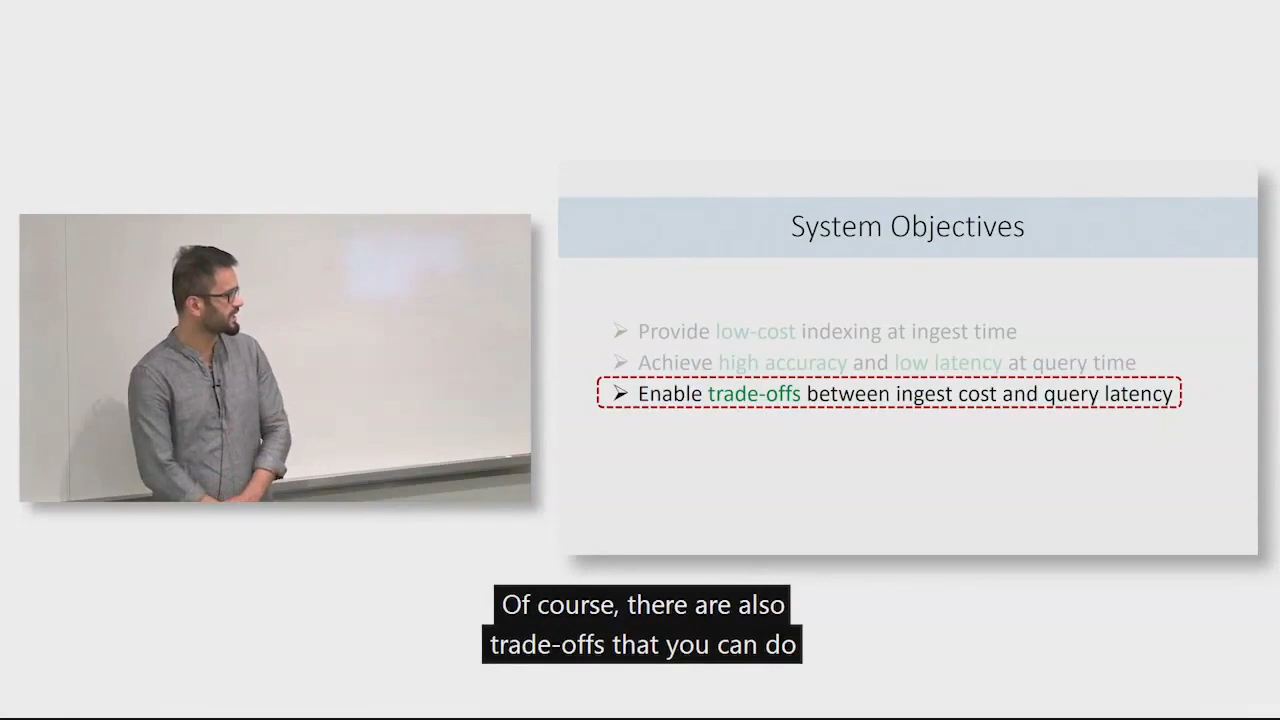 System Objectives
➢ Provide low-cost indexing at ingest time
➢ Achieve high accuracy and low latency at query time
➢ Enable trade-offs between ingest cost and query latency
Of course, there are also
trade-offs that you can do